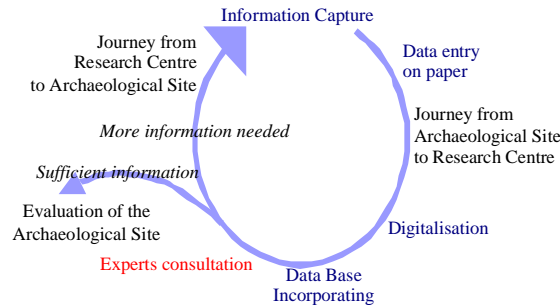 Information Capture
Data entry
on paper
Journey from
Archaeological Site
to Research Centre
Digitalisation
Data Base
Incorporating
Experts consultation
Sufficient information
Evaluation of the
Archaeological Site
More information needed
Journey from
Research Centre
to Archaeological Site